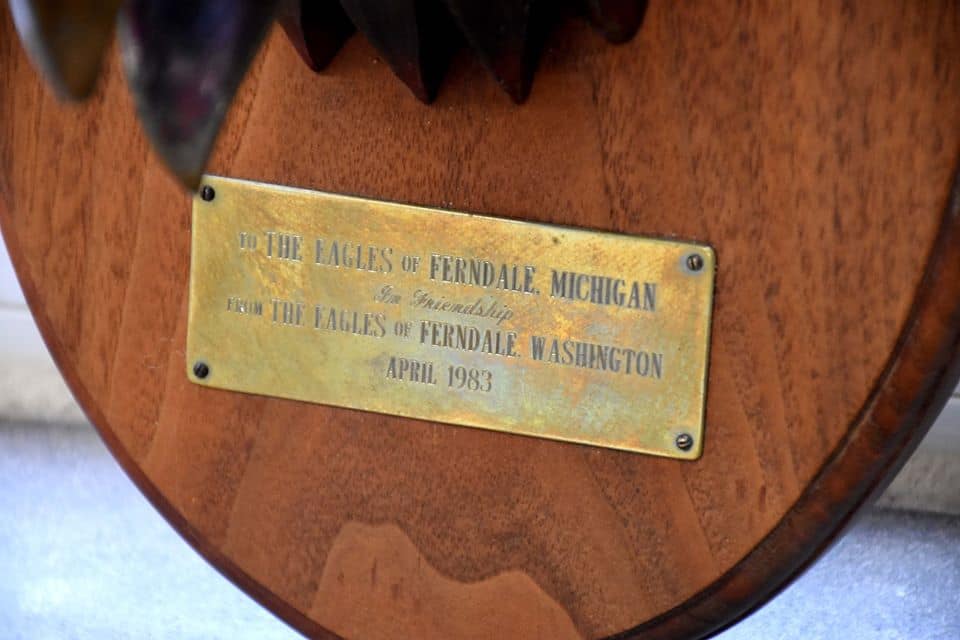 TO THE EAGLES OF FERNDALE, MICHIGAN
In Friendship
FROM THE EAGLES OF FERNDALE, WASHINGTON
APRIL 1983